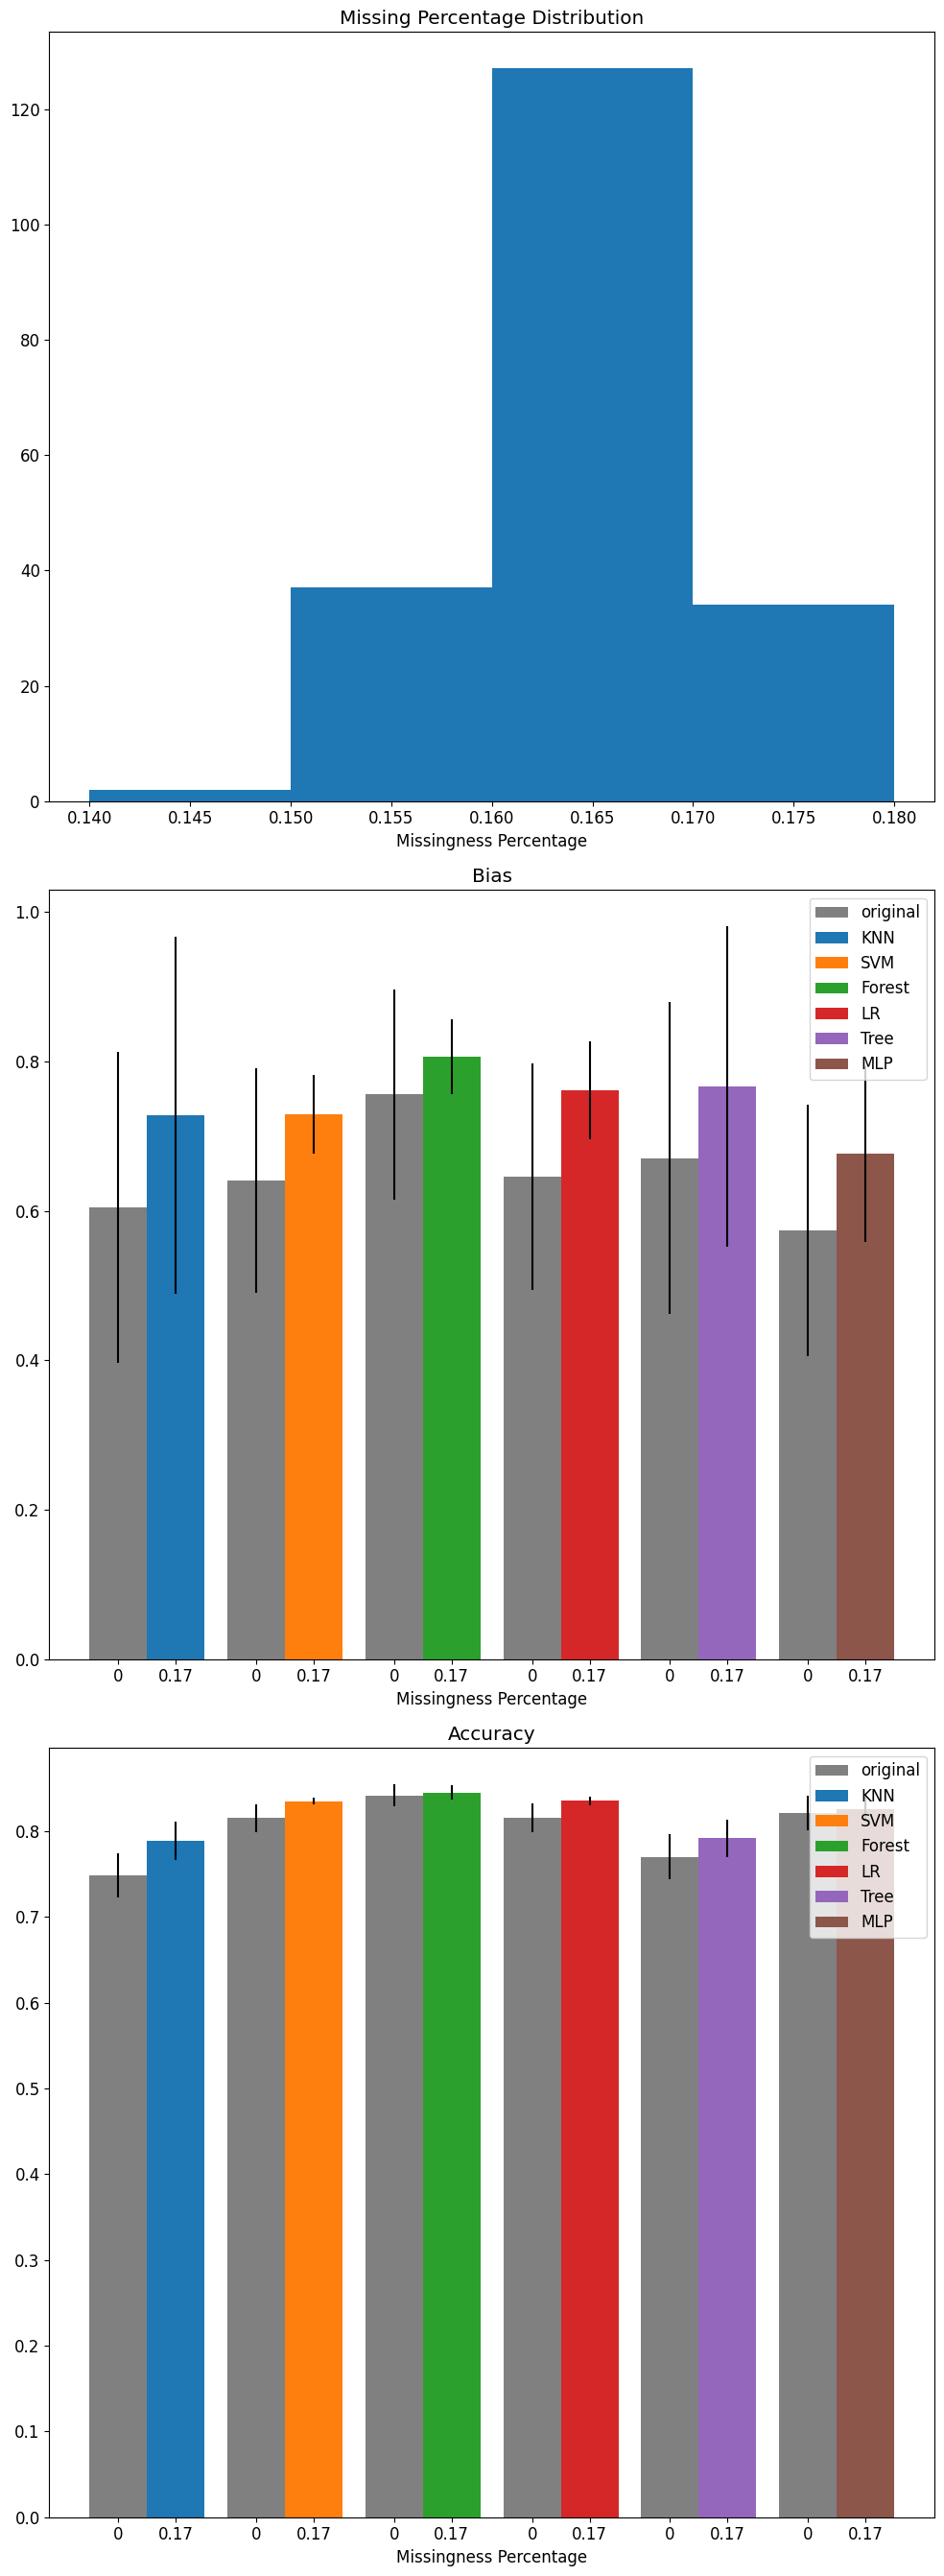 Missing Percentage Distribution
120
100
80
60
40
20
0
0.140 0.145 0.150 0.155 0.160 0.165 0.170 0.175 0.180
Missingness Percentage
Bias
1.0
0.8
0.6
0.4
0.2
0.0
original
KNN
SVM
Forest
LR
Tree
MLP
0 0.17 0 0.17 0 0.17 0 0.17 0 0.17 0 0.17
Missingness Percentage
Accuracy
0.8
0.7
0.6
0.5
0.4
0.3
0.2
0.1
0.0
original
KNN
SVM
Forest
LR
Tree
MLP
0 0.17 0 0.17 0 0.17 0 0.17 0 0.17 0 0.17
Missingness Percentage